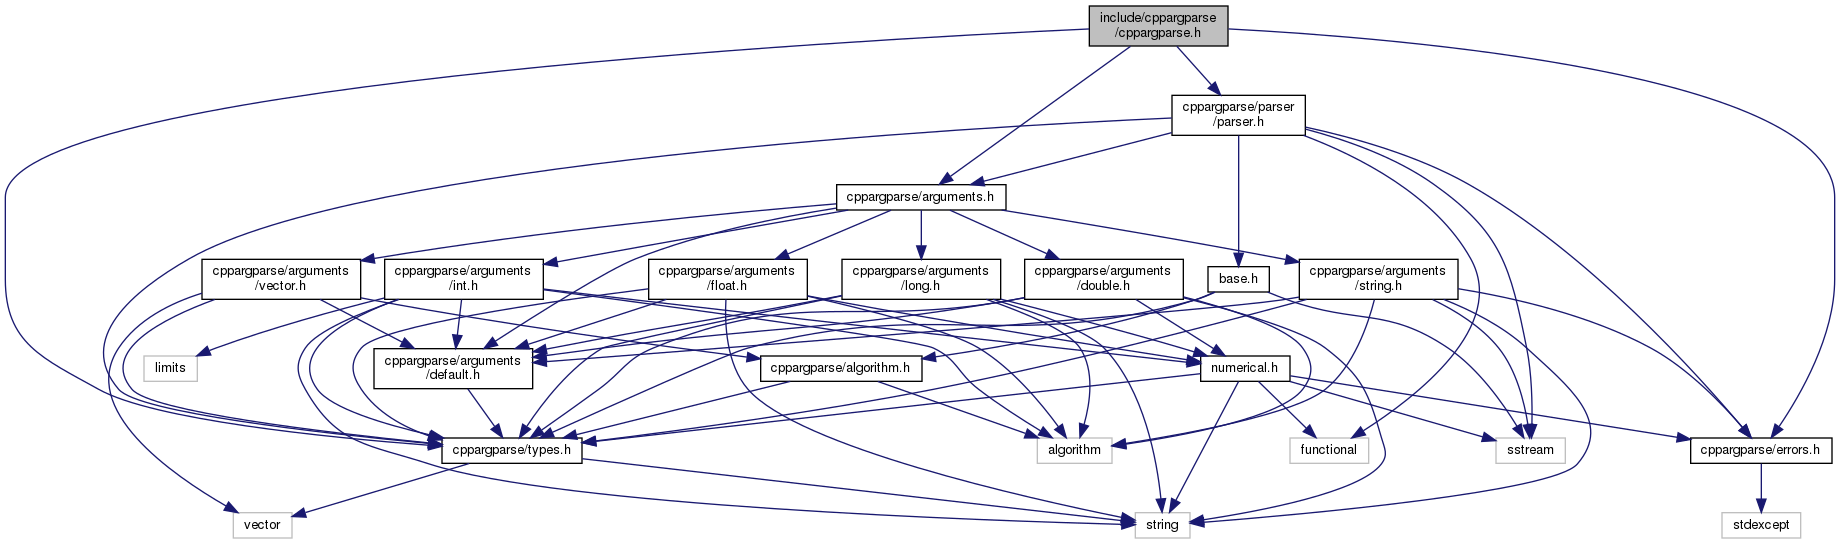 include/cppargparse
/cppargparse.h
cppargparse/parser
/parser.h
cppargparse/arguments.h
cppargparse/arguments
/vector.h
cppargparse/arguments
/int.h
cppargparse/arguments
/float.h
cppargparse/arguments
/long.h
cppargparse/arguments
/double.h
base.h
cppargparse/arguments
/string.h
limits
cppargparse/arguments
/default.h
cppargparse/algorithm.h
numerical.h
cppargparse/types.h
algorithm
functional
sstream
cppargparse/errors.h
vector
string
stdexcept